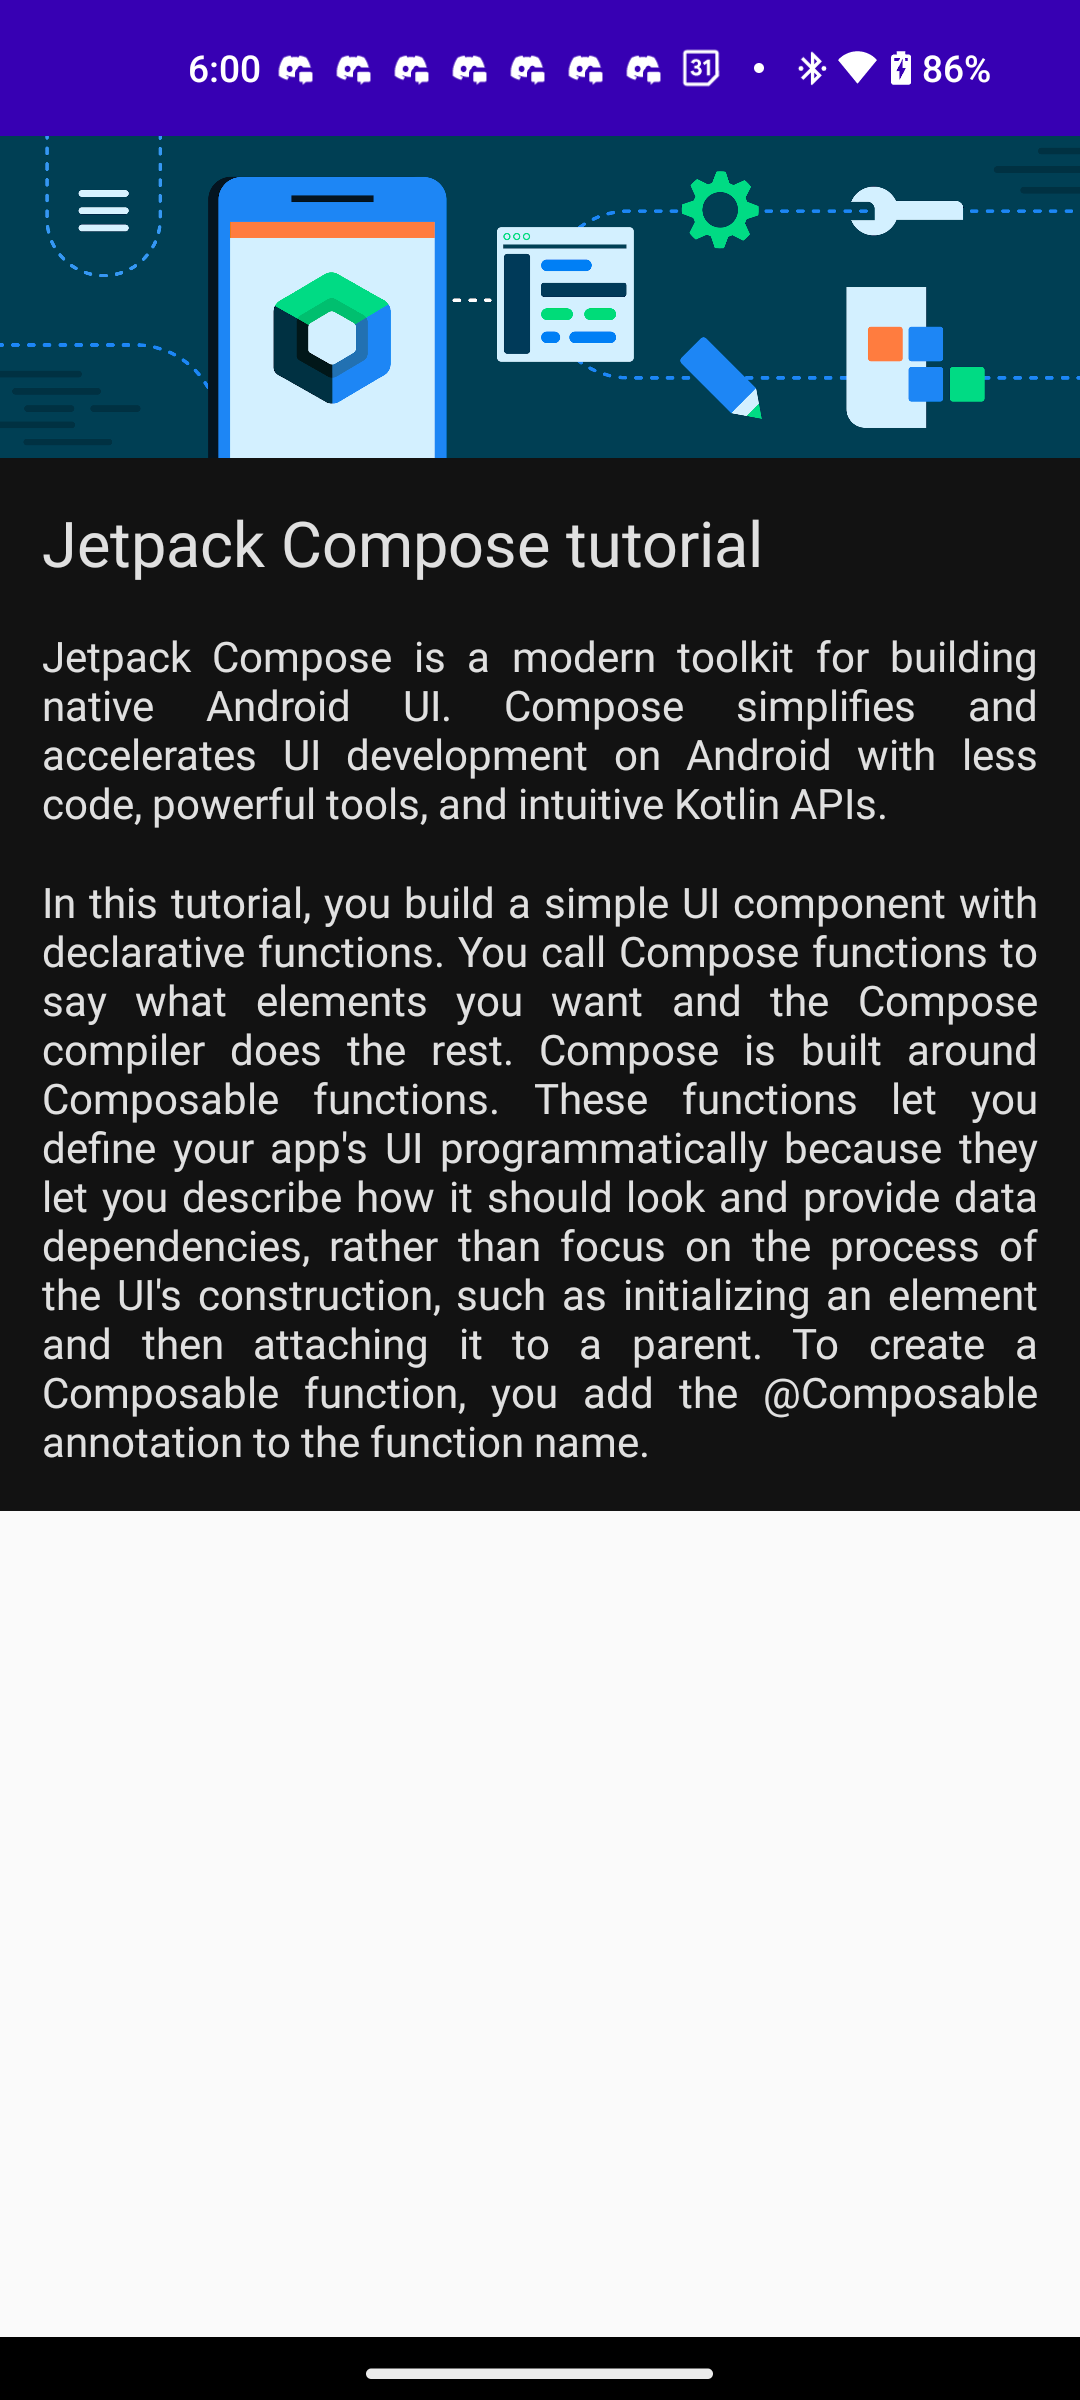 6:00 31 86%
Jetpack Compose tutorial
Jetpack Compose is a modern toolkit for building
native Android UI. Compose simplifies and
accelerates UI development on Android with less
code, powerful tools, and intuitive Kotlin APIs.
In this tutorial, you build a simple UI component with
declarative functions. You call Compose functions to
say what elements you want and the Compose
compiler does the rest. Compose is built around
Composable functions. These functions let you
define your app's UI programmatically because they
let you describe how it should look and provide data
dependencies, rather than focus on the process of
the UI's construction, such as initializing an element
and then attaching it to a parent. To create a
Composable function, you add the @Composable
annotation to the function name.